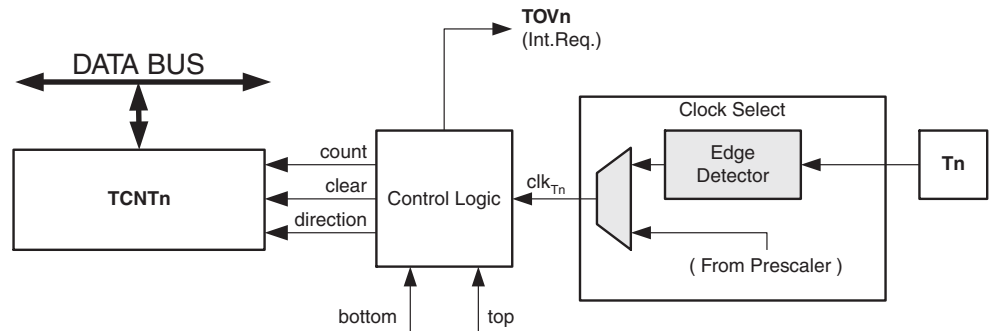 TOVn
(Int.Req.)
DATA BUS
Clock Select
count
clear
direction
TCNTn
Control Logic
clkTn
Edge
Detector
Tn
( From Prescaler )
bottom
top